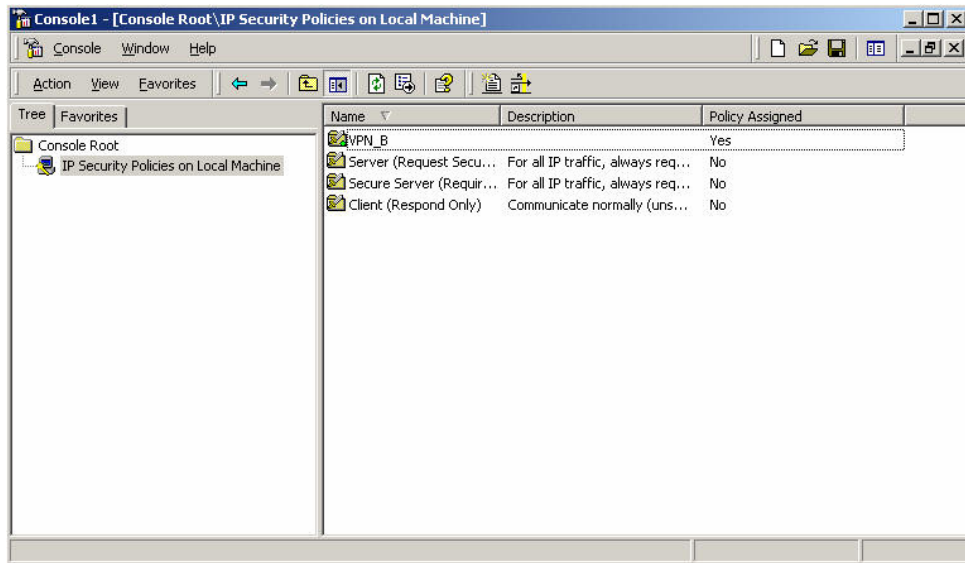 Console1 - [Console Root\IP Security Policies on Local Machine]
Console Window Help
Action View Favorites
Tree Favorites
Name Description Policy Assigned
Console Root
IP Security Policies on Local Machine
VPN_B Yes
Server (Request Secu... For all IP traffic, always req... No
Secure Server (Requir... For all IP traffic, always req... No
Client (Respond Only) Communicate normally (uns... No